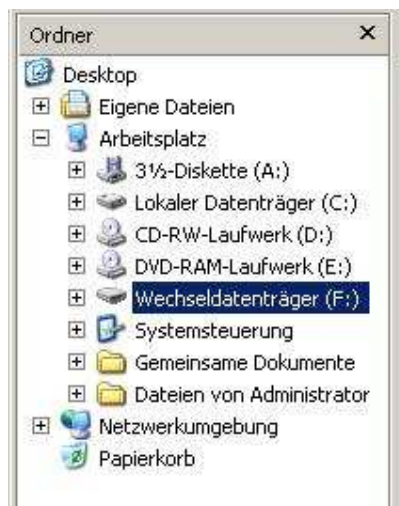 Ordner
Desktop
Eigene Dateien
Arbeitsplatz
3½-Diskette (A:)
Lokaler Datenträger (C:)
CD-RW-Laufwerk (D:)
DVD-RAM-Laufwerk (E:)
Wechseldatenträger (F:)
Systemsteuerung
Gemeinsame Dokumente
Dateien von Administrator
Netzwerkumgebung
Papierkorb